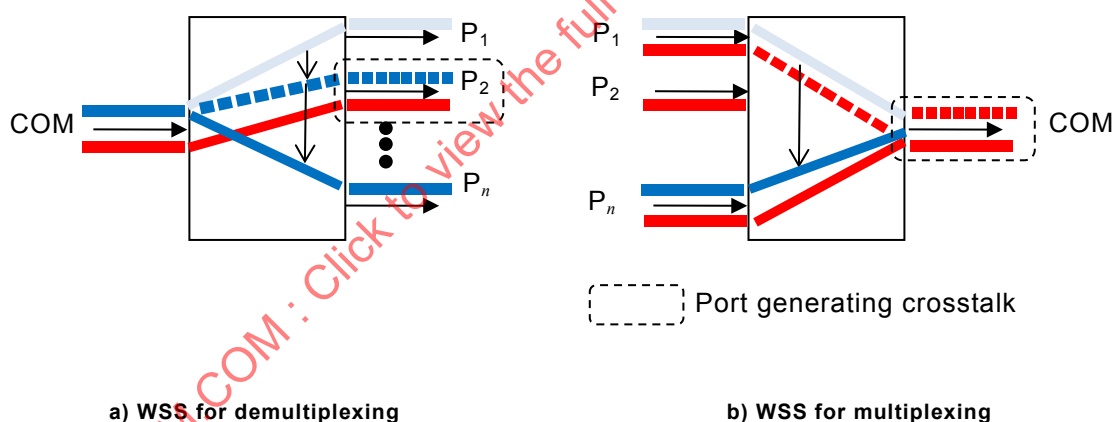 COM
P1
P2
Pn
a) WSS for demultiplexing
P1
P2
Pn
COM
Port generating crosstalk
b) WSS for multiplexing
.COM : Click to view the full